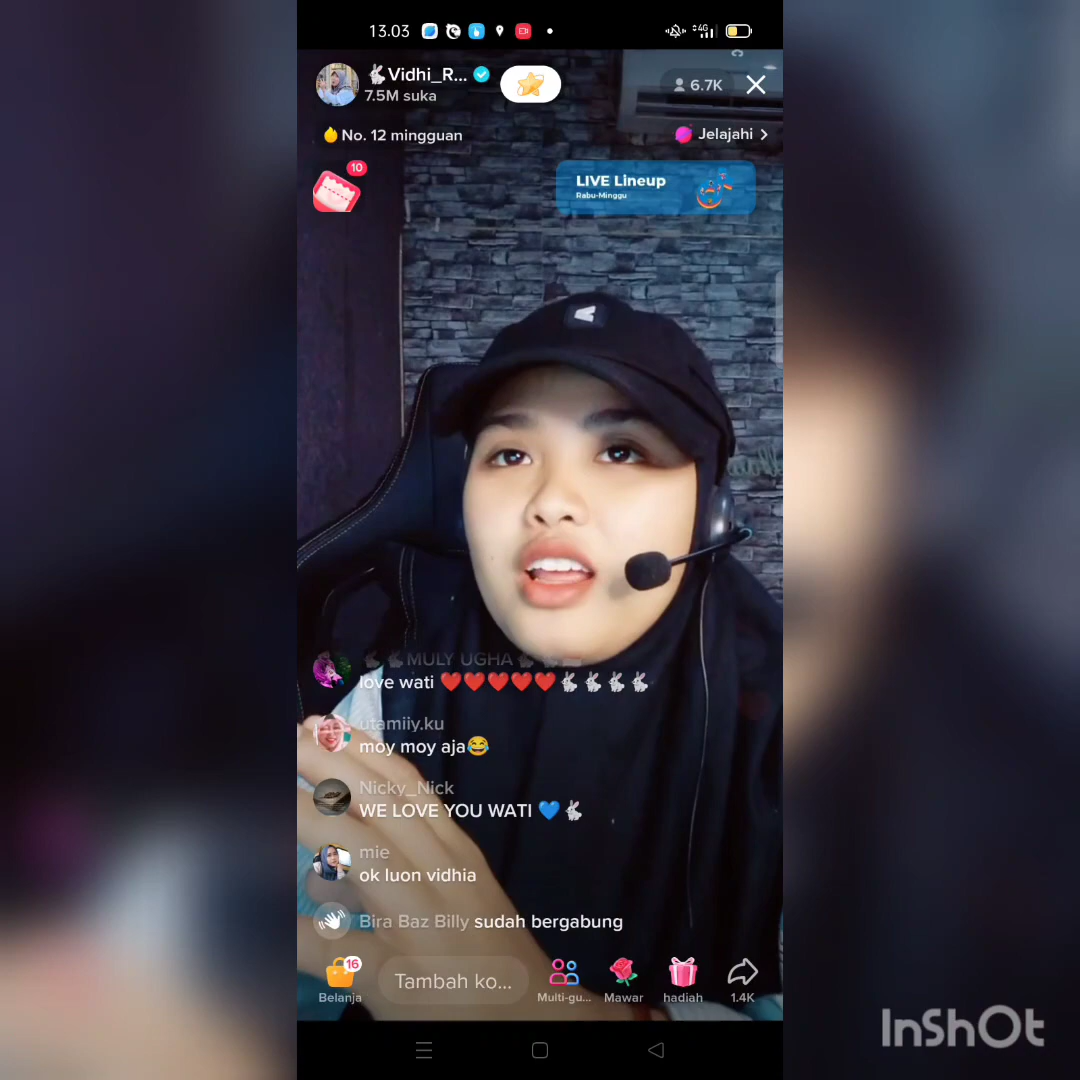 13.03
4G
Vidhi_R...
7.5M suka
6.7K
No. 12 mingguan
Jelajahi >
10
LIVE Lineup
Rabu-Minggu
MULY UGHA
love wati ❤️❤️❤️❤️❤️🐇🐇🐇🐇
utamiiy.ku
moy moy aja😂
Nicky_Nick
WE LOVE YOU WATI 💙🐇
mie
ok luon vidhia
Bira Baz Billy sudah bergabung
16
Tambah ko...
Belanja
Multi-gu...
Mawar
hadiah
1.4K
InShOt